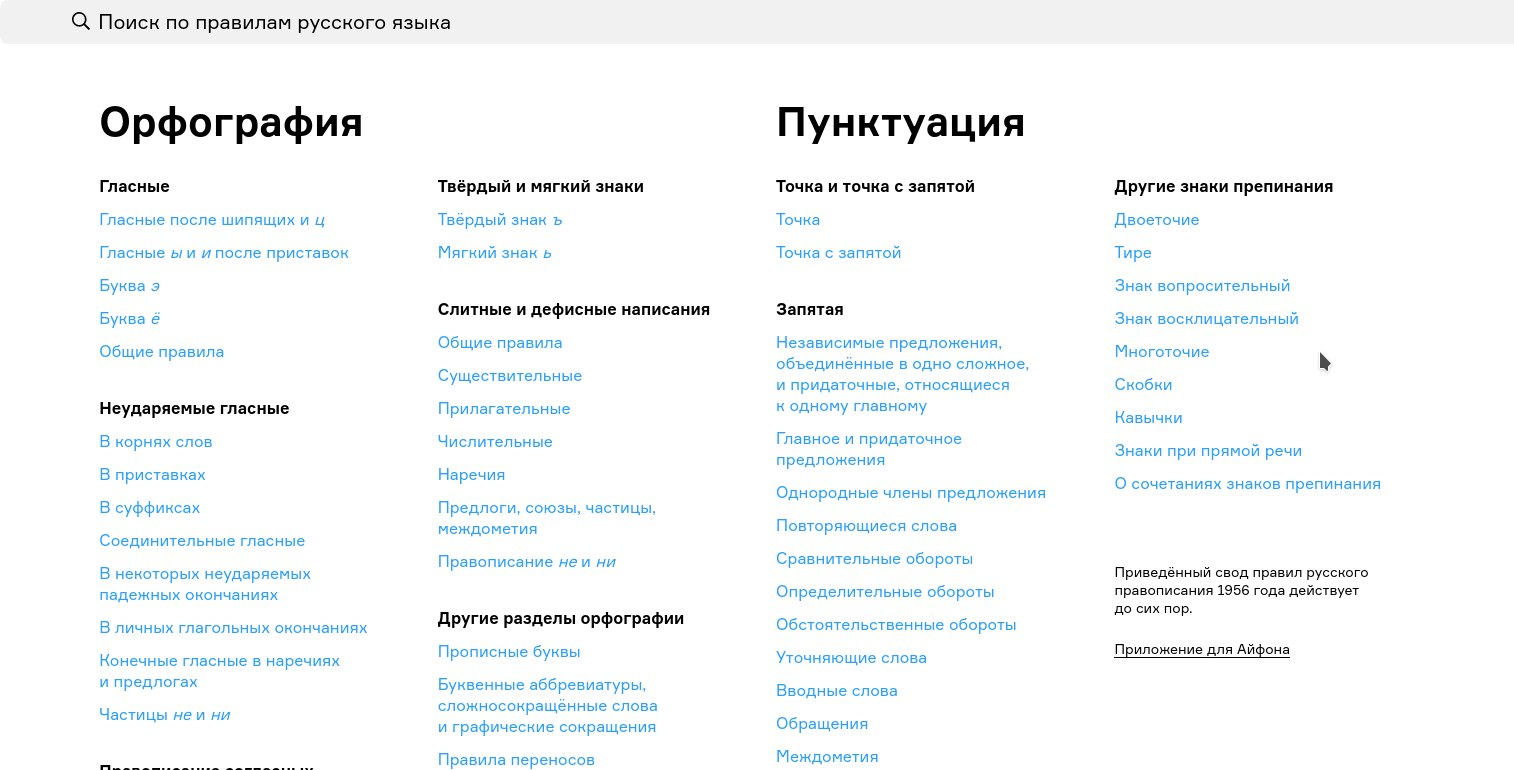 Поиск по правилам русского языка
Орфография
Гласные
Гласные после шипящих и ц
Гласные ы и и после приставок
Буква э
Буква ё
Общие правила
Неударяемые гласные
В корнях слов
В приставках
В суффиксах
Соединительные гласные
В некоторых неударяемых
падежных окончаниях
В личных глагольных окончаниях
Конечные гласные в наречиях
и предлогах
Частицы не и ни
Правописание согласных
Твёрдый и мягкий знаки
Твёрдый знак ъ
Мягкий знак ь
Слитные и дефисные написания
Общие правила
Существительные
Прилагательные
Числительные
Наречия
Предлоги, союзы, частицы,
междометия
Правописание не и ни
Другие разделы орфографии
Прописные буквы
Буквенные аббревиатуры,
сложносокращённые слова
и графические сокращения
Правила переносов
Пунктуация
Точка и точка с запятой
Точка
Точка с запятой
Запятая
Независимые предложения,
объединённые в одно сложное,
и придаточные, относящиеся
к одному главному
Главное и придаточное
предложения
Однородные члены предложения
Повторяющиеся слова
Сравнительные обороты
Определительные обороты
Обстоятельственные обороты
Уточняющие слова
Вводные слова
Обращения
Междометия
Другие знаки препинания
Двоеточие
Тире
Знак вопросительный
Знак восклицательный
Многоточие
Скобки
Кавычки
Знаки при прямой речи
О сочетаниях знаков препинания
Приведённый свод правил русского
правописания 1956 года действует
до сих пор.
Приложение для Айфона